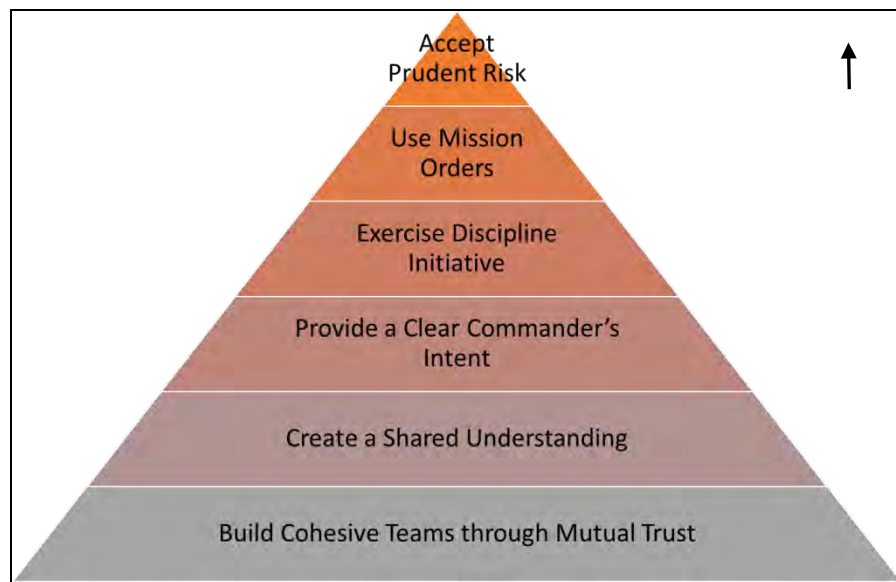 Accept
Prudent Risk
Use Mission
Orders
Exercise Discipline
Initiative
Provide a Clear Commander’s
Intent
Create a Shared Understanding
Build Cohesive Teams through Mutual Trust